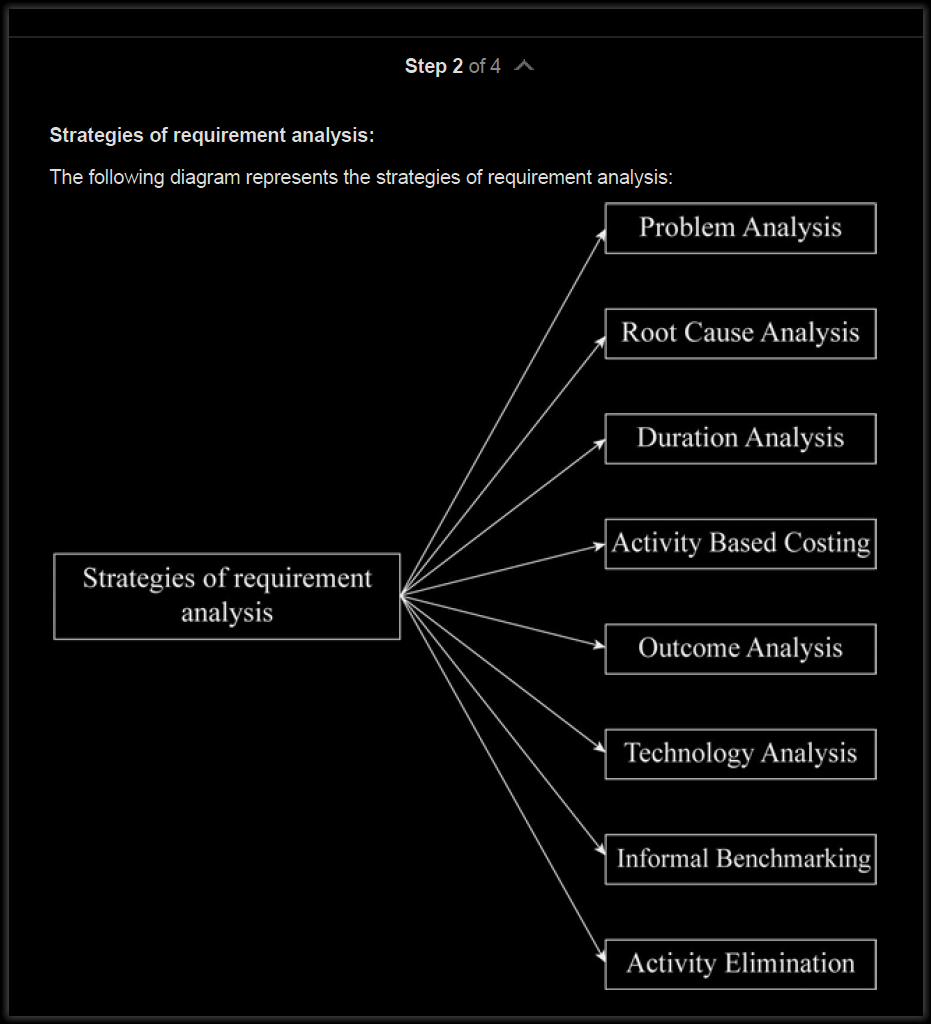 Step 2 of 4
Strategies of requirement analysis:
The following diagram represents the strategies of requirement analysis:
Problem Analysis
Root Cause Analysis
Duration Analysis
Activity Based Costing
Strategies of requirement
analysis
Outcome Analysis
Technology Analysis
Informal Benchmarking
Activity Elimination